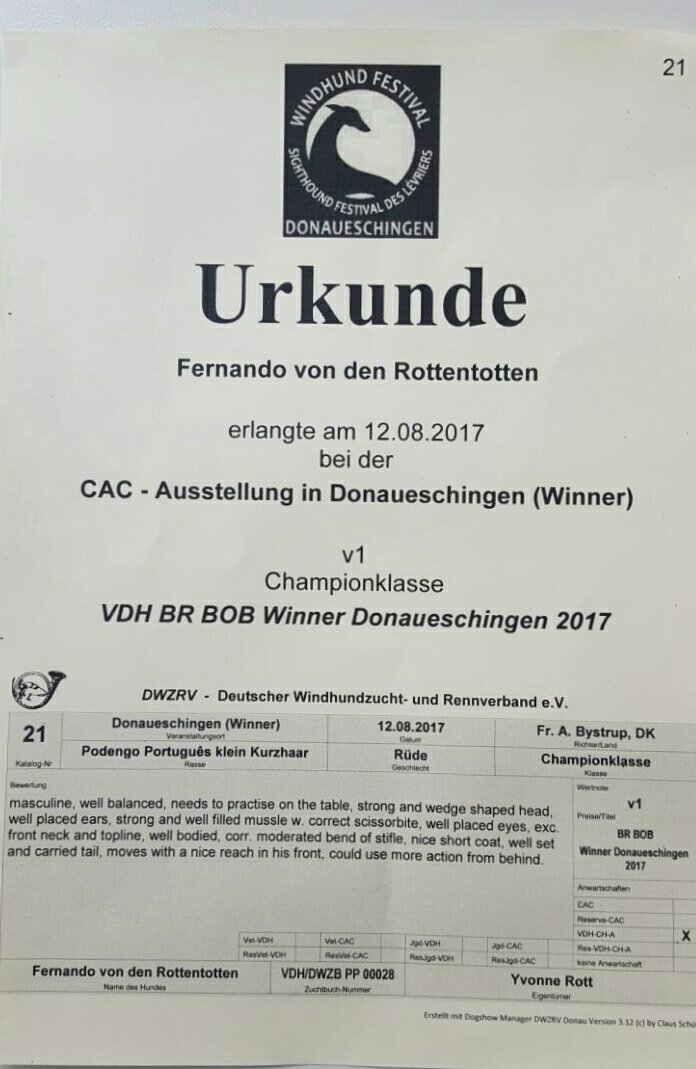 21
WINDHUND FESTIVAL
SIGHTHOUND FESTIVAL DES LÉVRIERS
DONAUESCHINGEN
Urkunde
Fernando von den Rottentotten
erlangte am 12.08.2017
bei der
CAC - Ausstellung in Donaueschingen (Winner)
v1
Championklasse
VDH BR BOB Winner Donaueschingen 2017
DWZRV - Deutscher Windhundzucht- und Rennverband e.V.
21
Katalog-Nr
Donaueschingen (Winner)
Veranstaltungsort
12.08.2017
Datum
Fr. A. Bystrup, DK
Richter/Land
Podengo Português klein Kurzhaar
Rasse
Rüde
Geschlecht
Championklasse
Klasse
Bewertung
masculine, well balanced, needs to practise on the table, strong and wedge shaped head,
well placed ears, strong and well filled mussle w. correct scissorbite, well placed eyes, exc.
front neck and topline, well bodied, corr. moderated bend of stifle, nice short coat, well set
and carried tail, moves with a nice reach in his front, could use more action from behind.
Wertnote
v1
Preise/Titel
BR BOB
Winner Donaueschingen
2017
Anwartschaften
CAC
Reserve-CAC
VDH-CH-A X
Res-VDH-CH-A
keine Anwartschaft
Vet-VDH Vet-CAC Jgd-VDH Jgd-CAC
ResVet-VDH ResVet-CAC ResJgd-VDH ResJgd-CAC
Fernando von den Rottentotten
Name des Hundes
VDH/DWZB PP 00028
Zuchtbuch-Nummer
Yvonne Rott
Eigentümer
Erstellt mit Dogshow Manager DWZRV Donau Version 3.12 (c) by Claus Schü